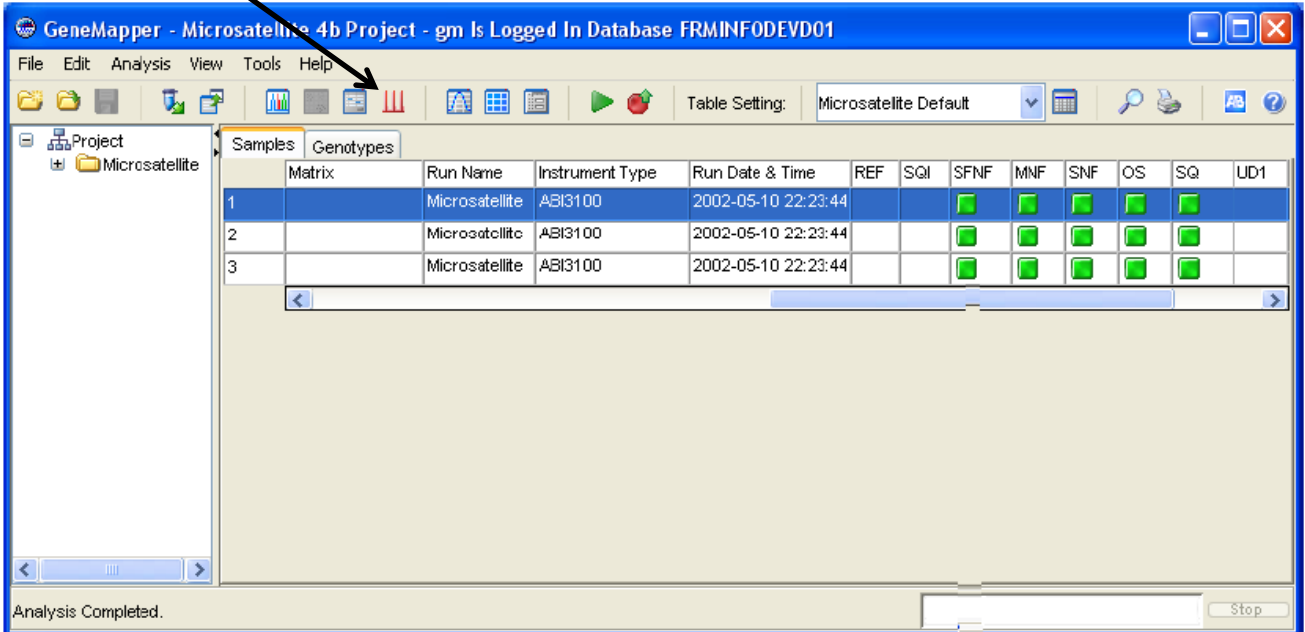 GeneMapper - Microsatellite 4b Project - gm Is Logged In Database FRMINFODEVD01
File Edit Analysis View Tools Help
Table Setting: Microsatelite Default AB
Project
Microsatellite
Samples Genotypes
Matrix Run Name Instrument Type Run Date & Time REF SQI SFNF MNF SNF OS SQ UD1
1 Microsatellite ABI3100 2002-05-10 22:23:44
2 Microsatellite ABI3100 2002-05-10 22:23:44
3 Microsatellite ABI3100 2002-05-10 22:23:44
Analysis Completed. Stop